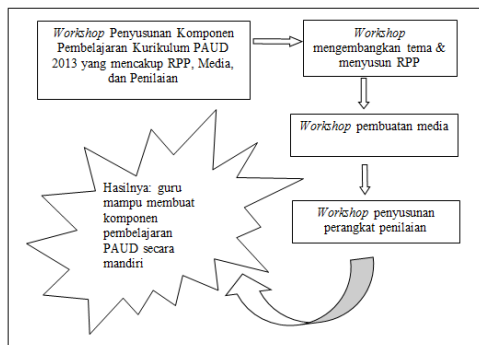 Workshop Penyusunan Komponen
Pembelajaran Kurikulum PAUD
2013 yang mencakup RPP, Media,
dan Penilaian
Workshop
mengembangkan tema &
menyusun RPP
Workshop pembuatan media
Workshop penyusunan
perangkat penilaian
Hasilnya: guru
mampu membuat
komponen
pembelajaran
PAUD secara
mandiri